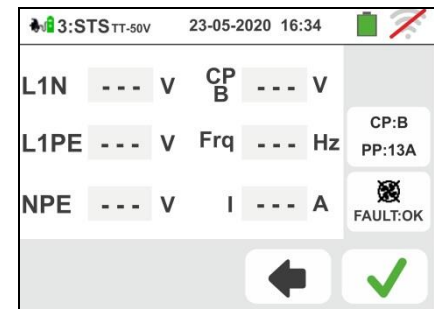 3:STS TT-50V 23-05-2020 16:34
L1N --- V CP B --- V
L1PE --- V Frq --- Hz
NPE --- V I --- A
CP:B
PP:13A
FAULT:OK